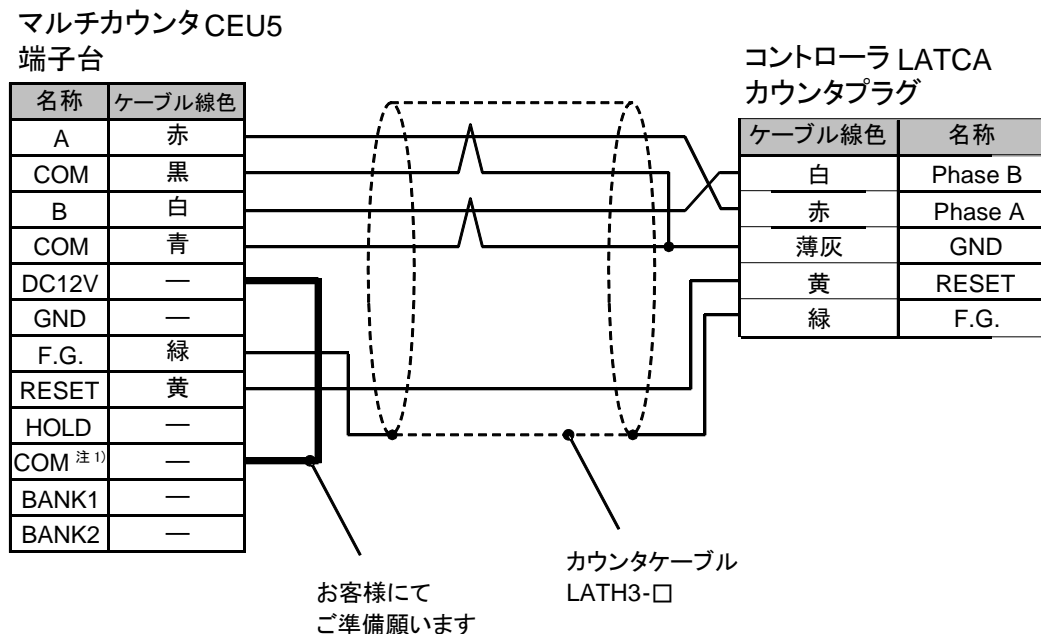 マルチカウンタCEU5
端子台
名称 ケーブル線色
A 赤
COM 黒
B 白
COM 青
DC12V ―
GND ―
F.G. 緑
RESET 黄
HOLD ―
COM 注1) ―
BANK1 ―
BANK2 ―
コントローラ LATCA
カウンタプラグ
ケーブル線色 名称
白 Phase B
赤 Phase A
薄灰 GND
黄 RESET
緑 F.G.
お客様にて
ご準備願います
カウンタケーブル
LATH3-□